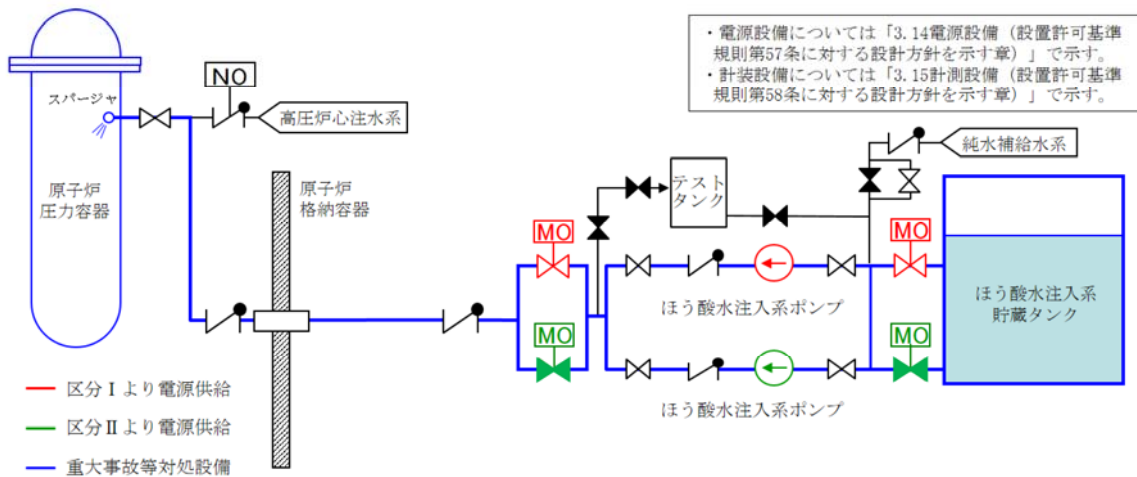 ・電源設備については「3.14電源設備（設置許可基準
規則第57条に対する設計方針を示す章）」で示す。
・計装設備については「3.15計測設備（設置許可基準
規則第58条に対する設計方針を示す章）」で示す。
NO
スパージャ
高圧炉心注水系
純水補給水系
原子炉
圧力容器
原子炉
格納容器
テスト
タンク
MO
MO
ほう酸水注入系ポンプ
ほう酸水注入系
貯蔵タンク
MO
MO
ほう酸水注入系ポンプ
区分Ⅰより電源供給
区分Ⅱより電源供給
重大事故等対処設備